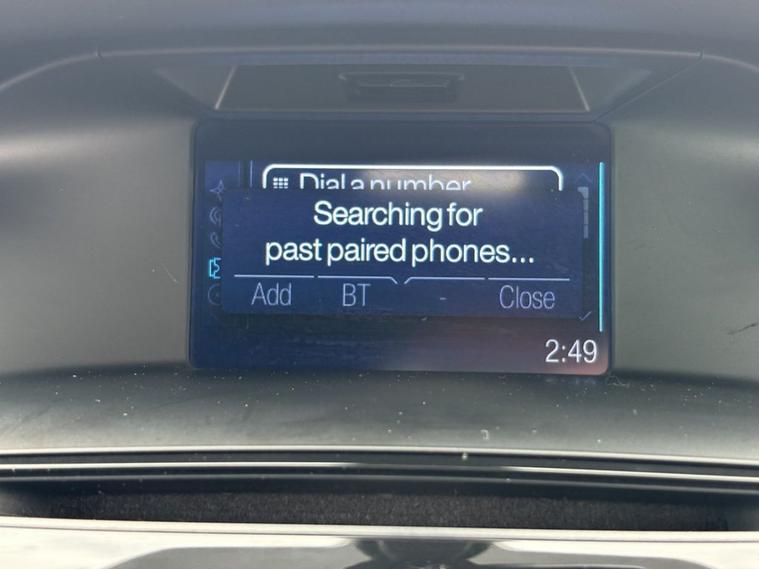 Dial a number
Searching for
past paired phones...
Add BT - Close
2:49